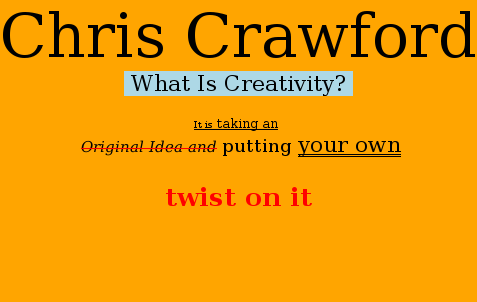 Chris Crawford
What Is Creativity?
It is taking an
Original Idea and putting your own
twist on it